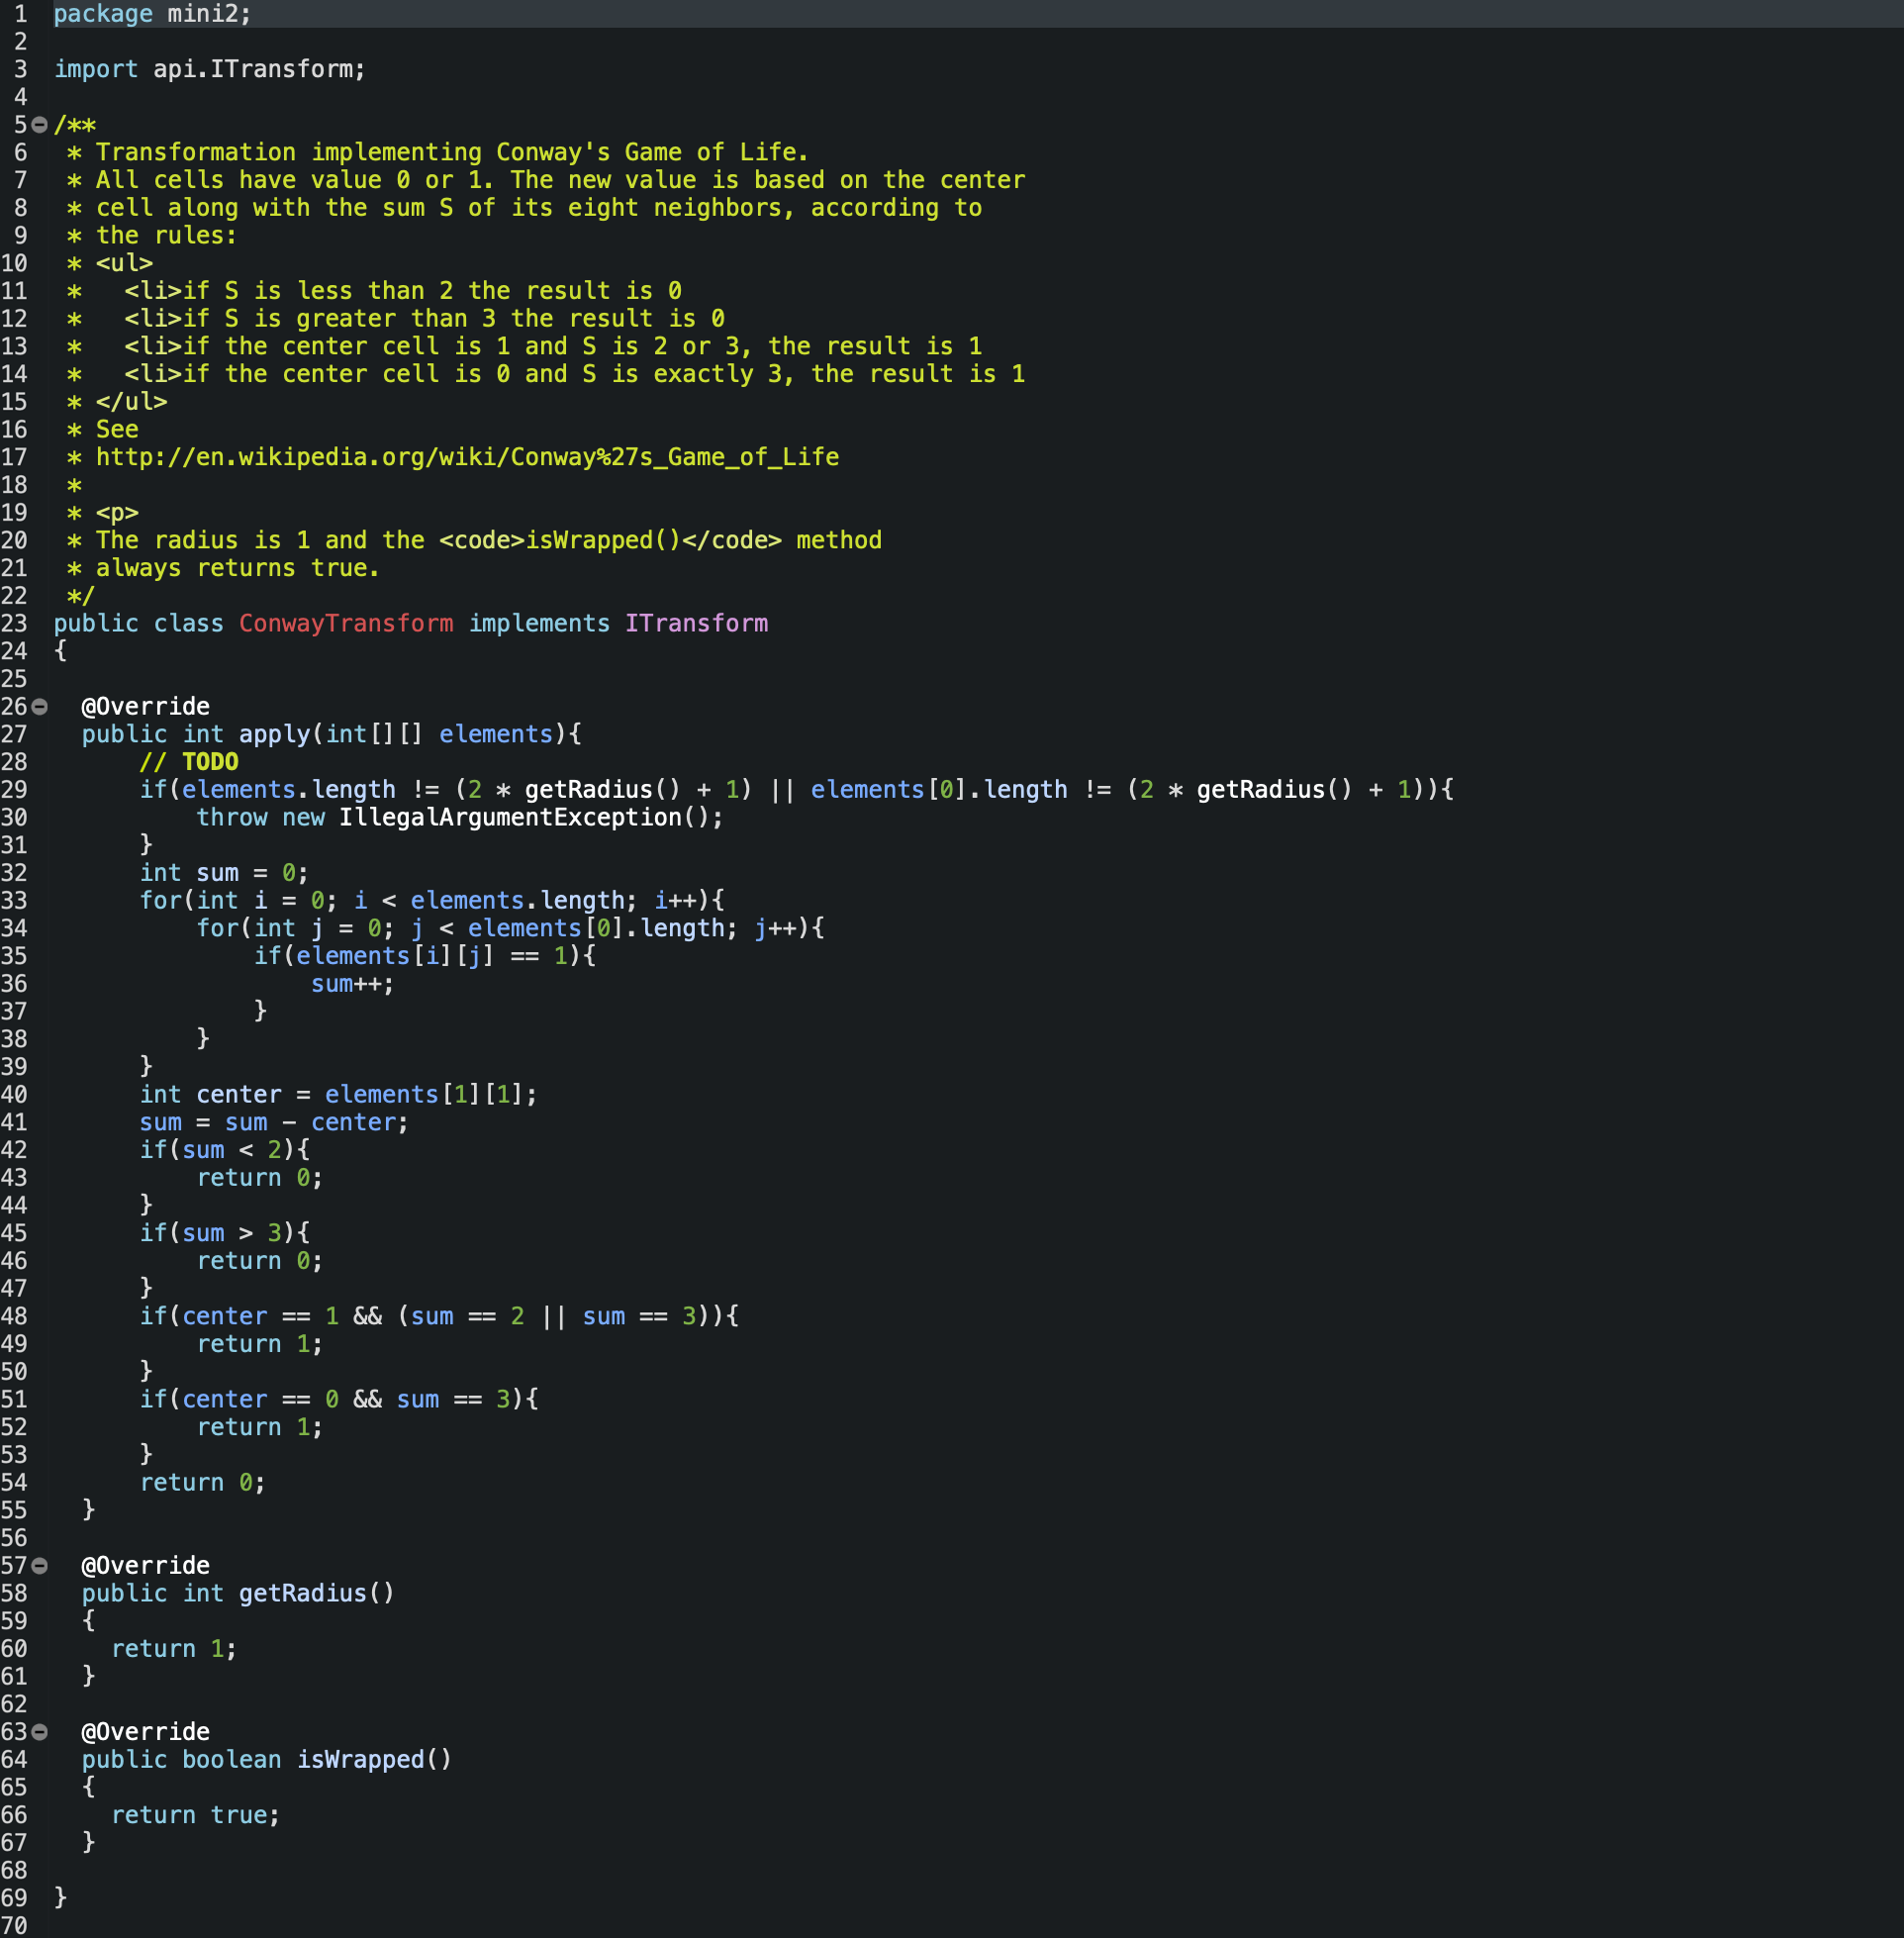 1 package mini2;
2
3 import api.ITransform;
4
5 /**
6  * Transformation implementing Conway's Game of Life.
7  * All cells have value 0 or 1. The new value is based on the center
8  * cell along with the sum S of its eight neighbors, according to
9  * the rules:
10  * <ul>
11  *   <li>if S is less than 2 the result is 0
12  *   <li>if S is greater than 3 the result is 0
13  *   <li>if the center cell is 1 and S is 2 or 3, the result is 1
14  *   <li>if the center cell is 0 and S is exactly 3, the result is 1
15  * </ul>
16  * See
17  * http://en.wikipedia.org/wiki/Conway%27s_Game_of_Life
18  *
19  * <p>
20  * The radius is 1 and the <code>isWrapped()</code> method
21  * always returns true.
22  */
23 public class ConwayTransform implements ITransform
24 {
25
26   @Override
27   public int apply(int[][] elements){
28       // TODO
29       if(elements.length != (2 * getRadius() + 1) || elements[0].length != (2 * getRadius() + 1)){
30           throw new IllegalArgumentException();
31       }
32       int sum = 0;
33       for(int i = 0; i < elements.length; i++){
34           for(int j = 0; j < elements[0].length; j++){
35               if(elements[i][j] == 1){
36                   sum++;
37               }
38           }
39       }
40       int center = elements[1][1];
41       sum = sum - center;
42       if(sum < 2){
43           return 0;
44       }
45       if(sum > 3){
46           return 0;
47       }
48       if(center == 1 && (sum == 2 || sum == 3)){
49           return 1;
50       }
51       if(center == 0 && sum == 3){
52           return 1;
53       }
54       return 0;
55   }
56
57   @Override
58   public int getRadius()
59   {
60     return 1;
61   }
62
63   @Override
64   public boolean isWrapped()
65   {
66     return true;
67   }
68
69 }
70